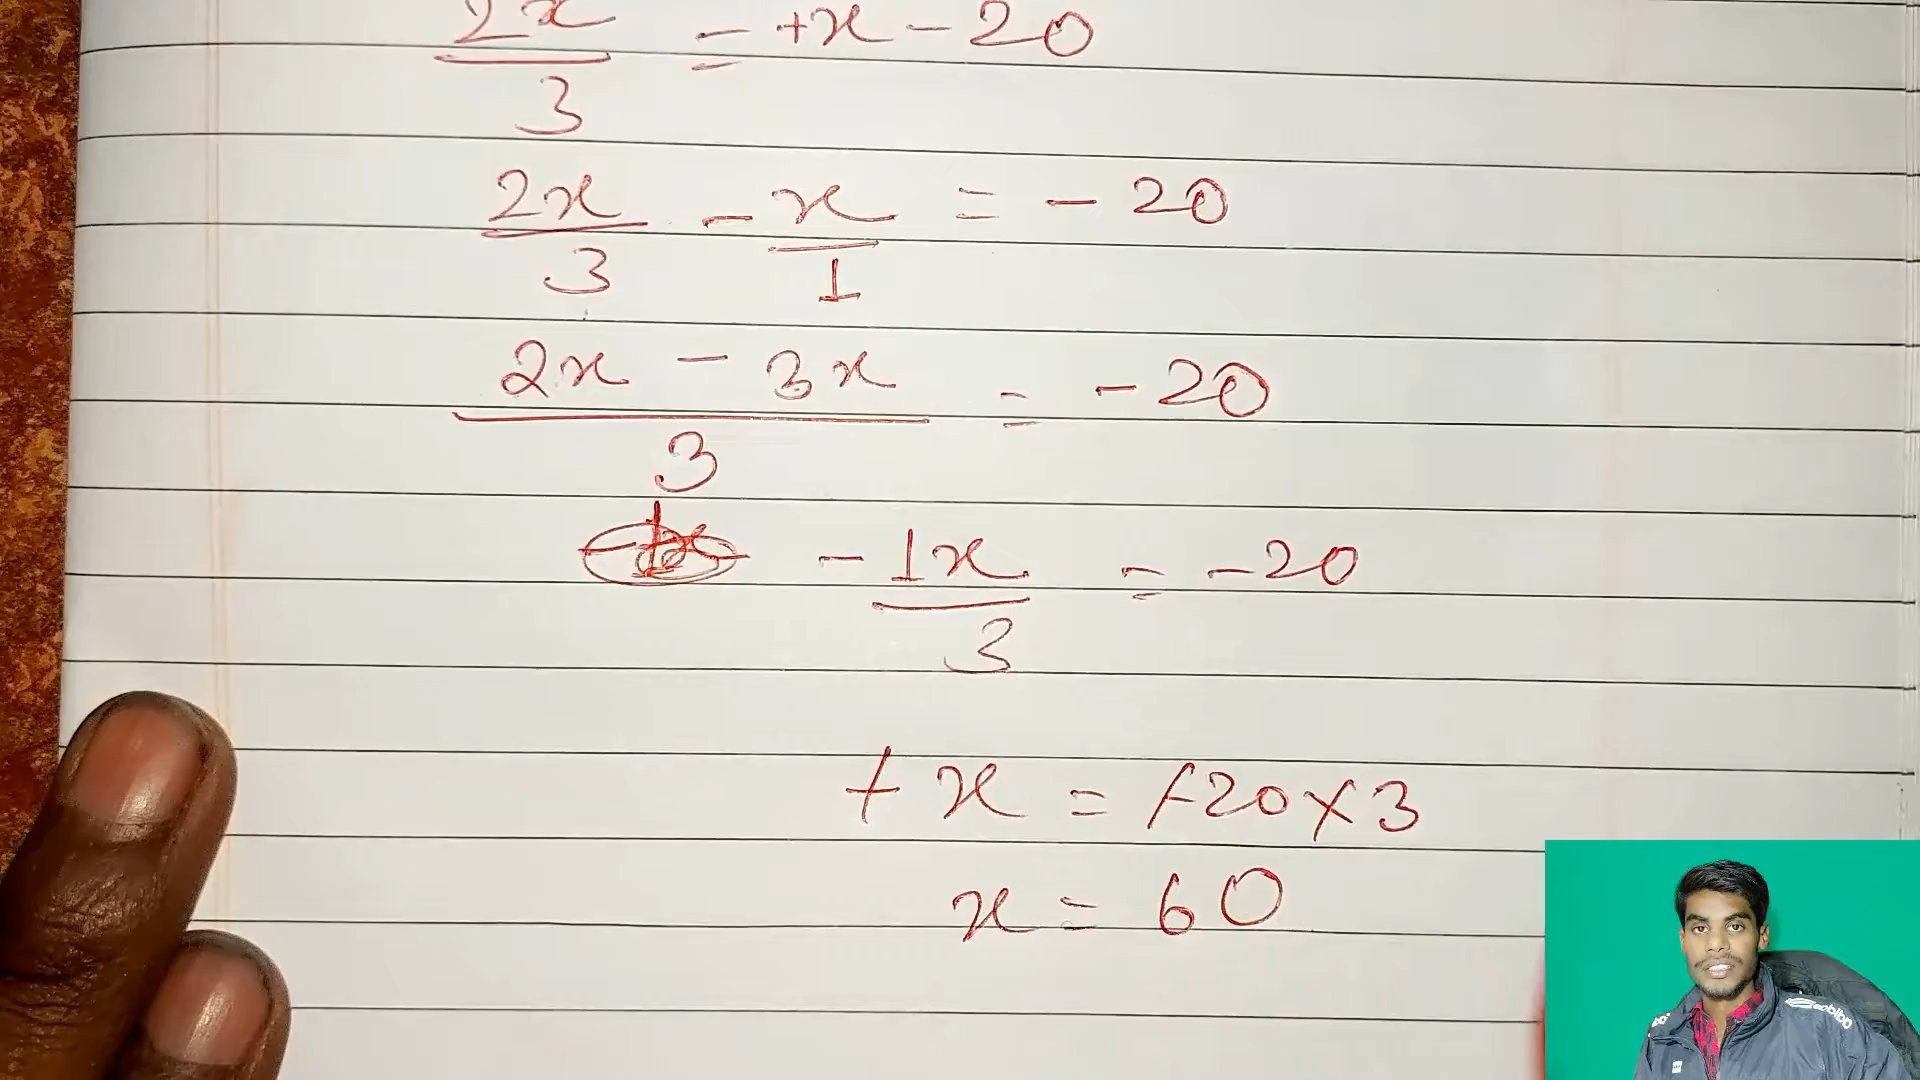 2x/3 = +x - 20
2x/3 - x/1 = - 20
2x - 3x/3 = - 20
- 1x/3 = - 20
+ x = +20 × 3
x = 60